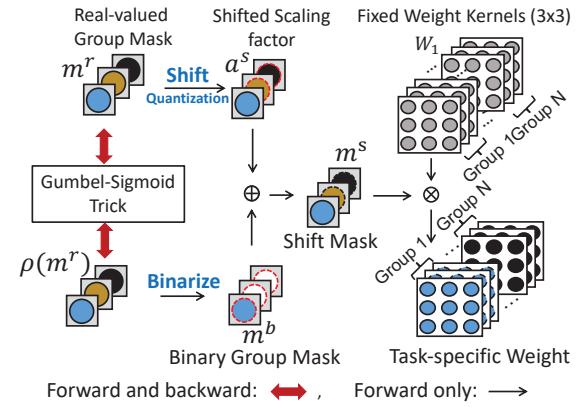 Real-valued
Group Mask
Shifted Scaling
factor
Fixed Weight Kernels (3x3)
m^r
Shift
Quantization
a^s
W_1
Group 1
Group N
Gumbel-Sigmoid
Trick
m^s
Shift Mask
Group 1
Group N
ρ(m^r)
Binarize
m^b
Binary Group Mask
Task-specific Weight
Forward and backward: , Forward only: